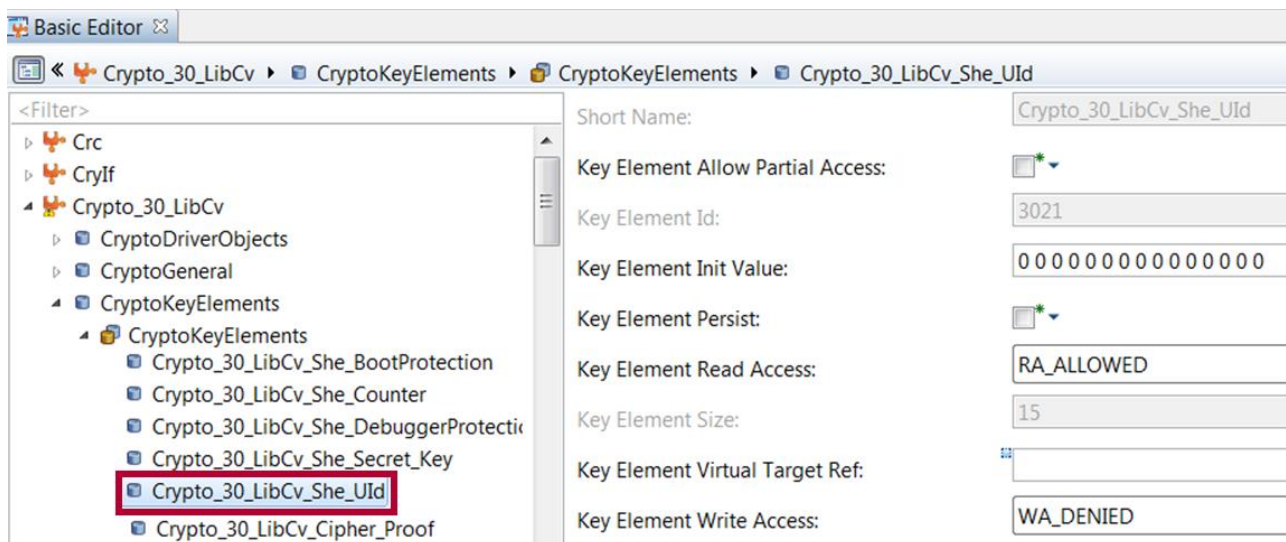 Basic Editor
« Crypto_30_LibCv CryptoKeyElements CryptoKeyElements Crypto_30_LibCv_She_UId
<Filter>
Crc
CryIf
Crypto_30_LibCv
CryptoDriverObjects
CryptoGeneral
CryptoKeyElements
CryptoKeyElements
Crypto_30_LibCv_She_BootProtection
Crypto_30_LibCv_She_Counter
Crypto_30_LibCv_She_DebuggerProtectic
Crypto_30_LibCv_She_Secret_Key
Crypto_30_LibCv_She_UId
Crypto_30_LibCv_Cipher_Proof
Short Name: Crypto_30_LibCv_She_UId
Key Element Allow Partial Access:
Key Element Id: 3021
Key Element Init Value: 0 0 0 0 0 0 0 0 0 0 0 0 0 0 0
Key Element Persist:
Key Element Read Access: RA_ALLOWED
Key Element Size: 15
Key Element Virtual Target Ref:
Key Element Write Access: WA_DENIED